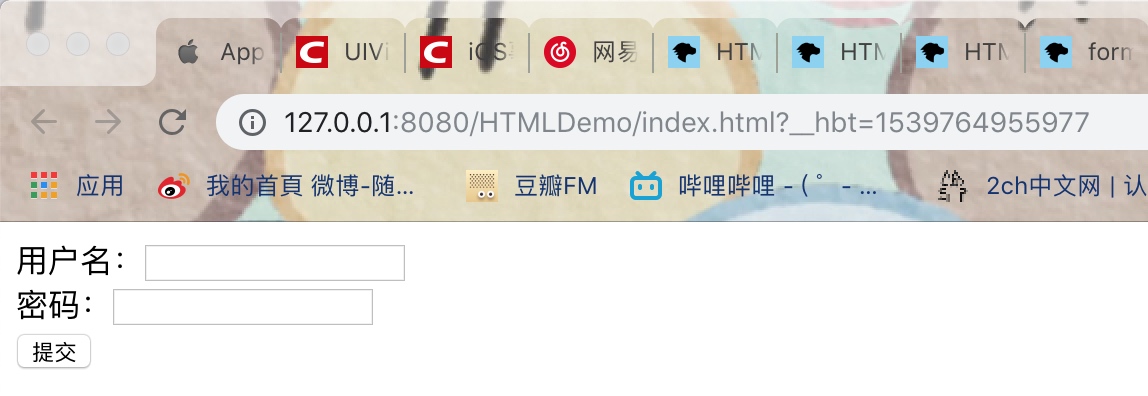 App
UIVi
iOS
网易
HTM
HTM
HTM
form
127.0.0.1:8080/HTMLDemo/index.html?__hbt=1539764955977
应用
我的首頁 微博-随...
豆瓣FM
哔哩哔哩 - ( ゜ - ...
2ch中文网 | 认
用户名：
密码：
提交